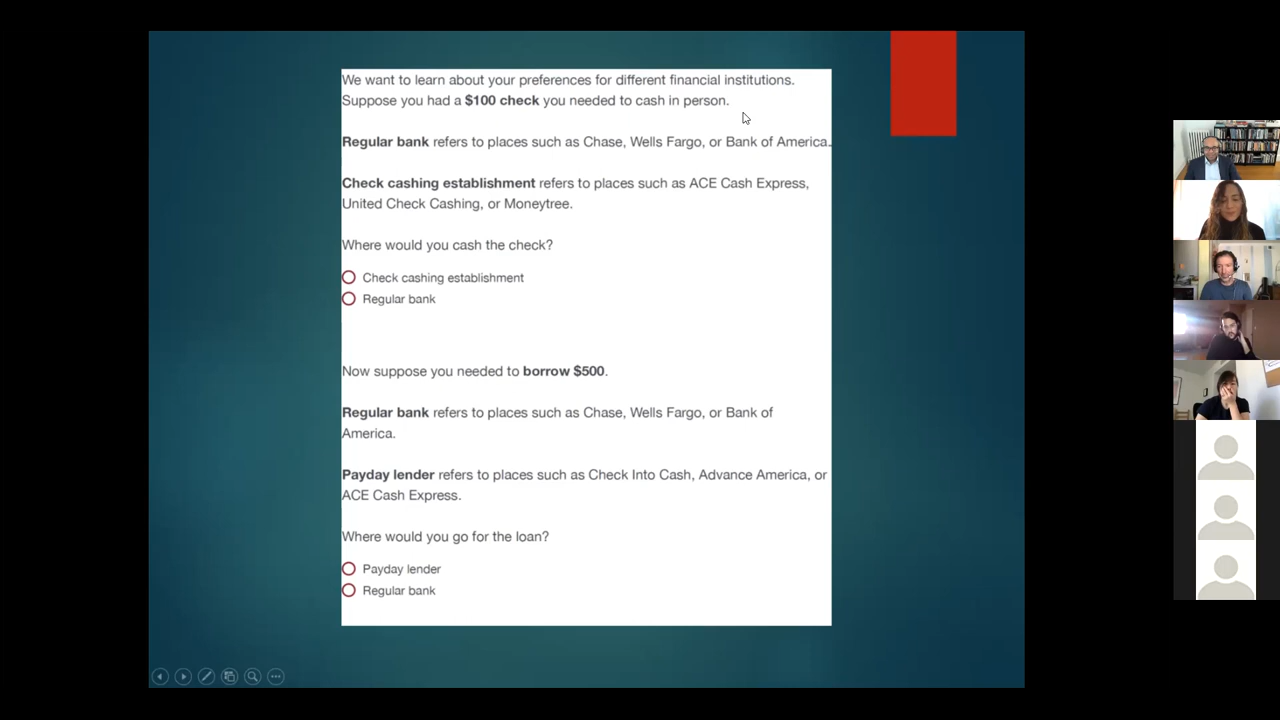 We want to learn about your preferences for different financial institutions.
Suppose you had a $100 check you needed to cash in person.
Regular bank refers to places such as Chase, Wells Fargo, or Bank of America.
Check cashing establishment refers to places such as ACE Cash Express,
United Check Cashing, or Moneytree.
Where would you cash the check?
Check cashing establishment
Regular bank
Now suppose you needed to borrow $500.
Regular bank refers to places such as Chase, Wells Fargo, or Bank of
America.
Payday lender refers to places such as Check Into Cash, Advance America, or
ACE Cash Express.
Where would you go for the loan?
Payday lender
Regular bank